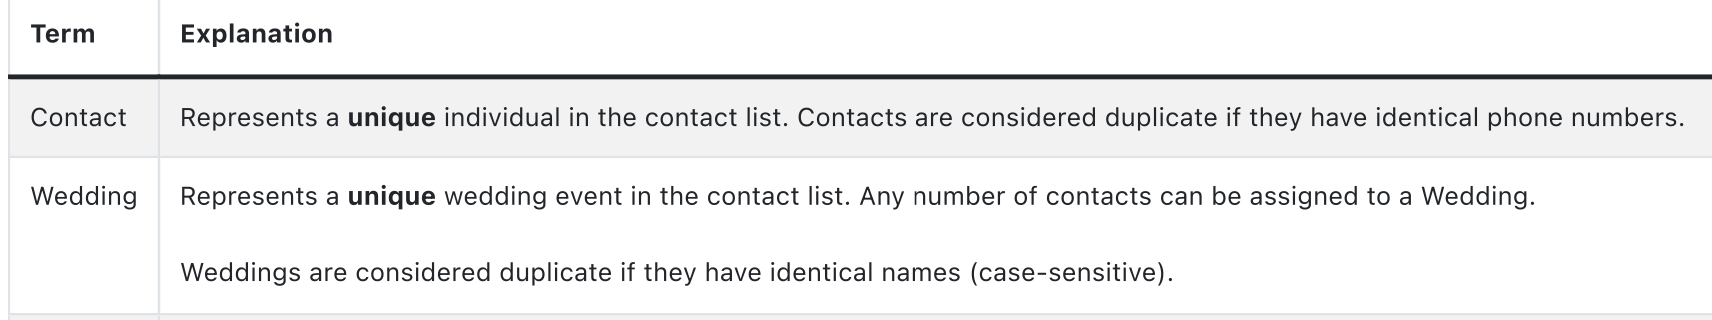 Term Explanation
Contact Represents a unique individual in the contact list. Contacts are considered duplicate if they have identical phone numbers.
Wedding Represents a unique wedding event in the contact list. Any number of contacts can be assigned to a Wedding.
Weddings are considered duplicate if they have identical names (case-sensitive).